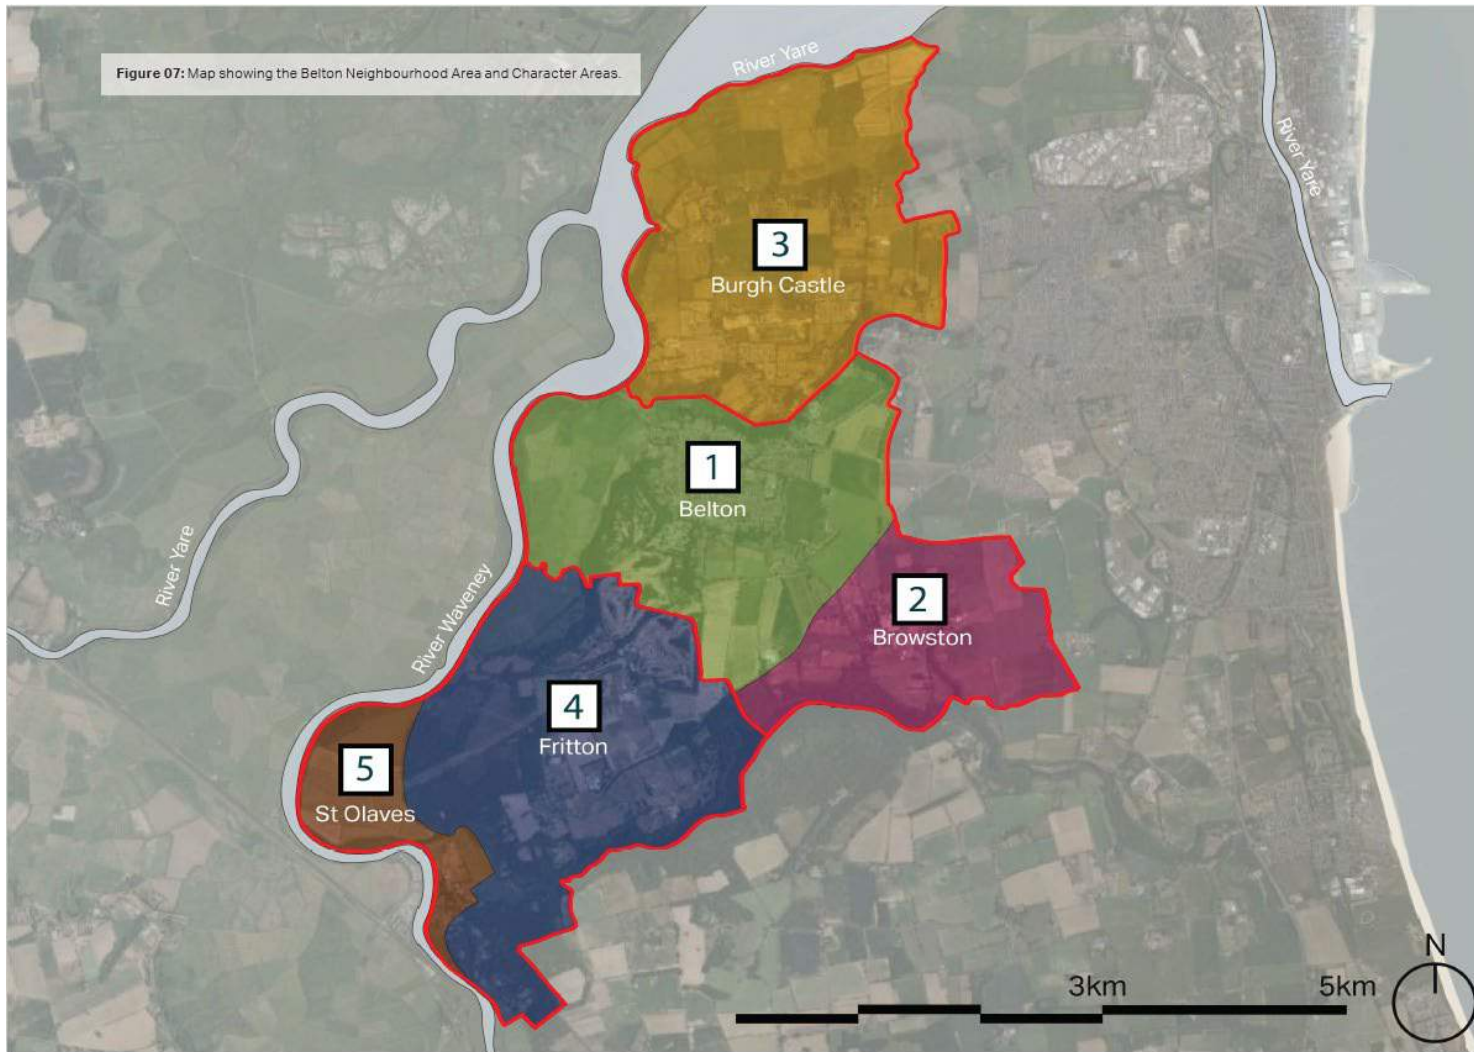 Figure 07: Map showing the Belton Neighbourhood Area and Character Areas.
River Yare
River Yare
3
Burgh Castle
1
Belton
River Yare
River Waveney
2
Browston
4
Fritton
5
St Olaves
N
3km
5km